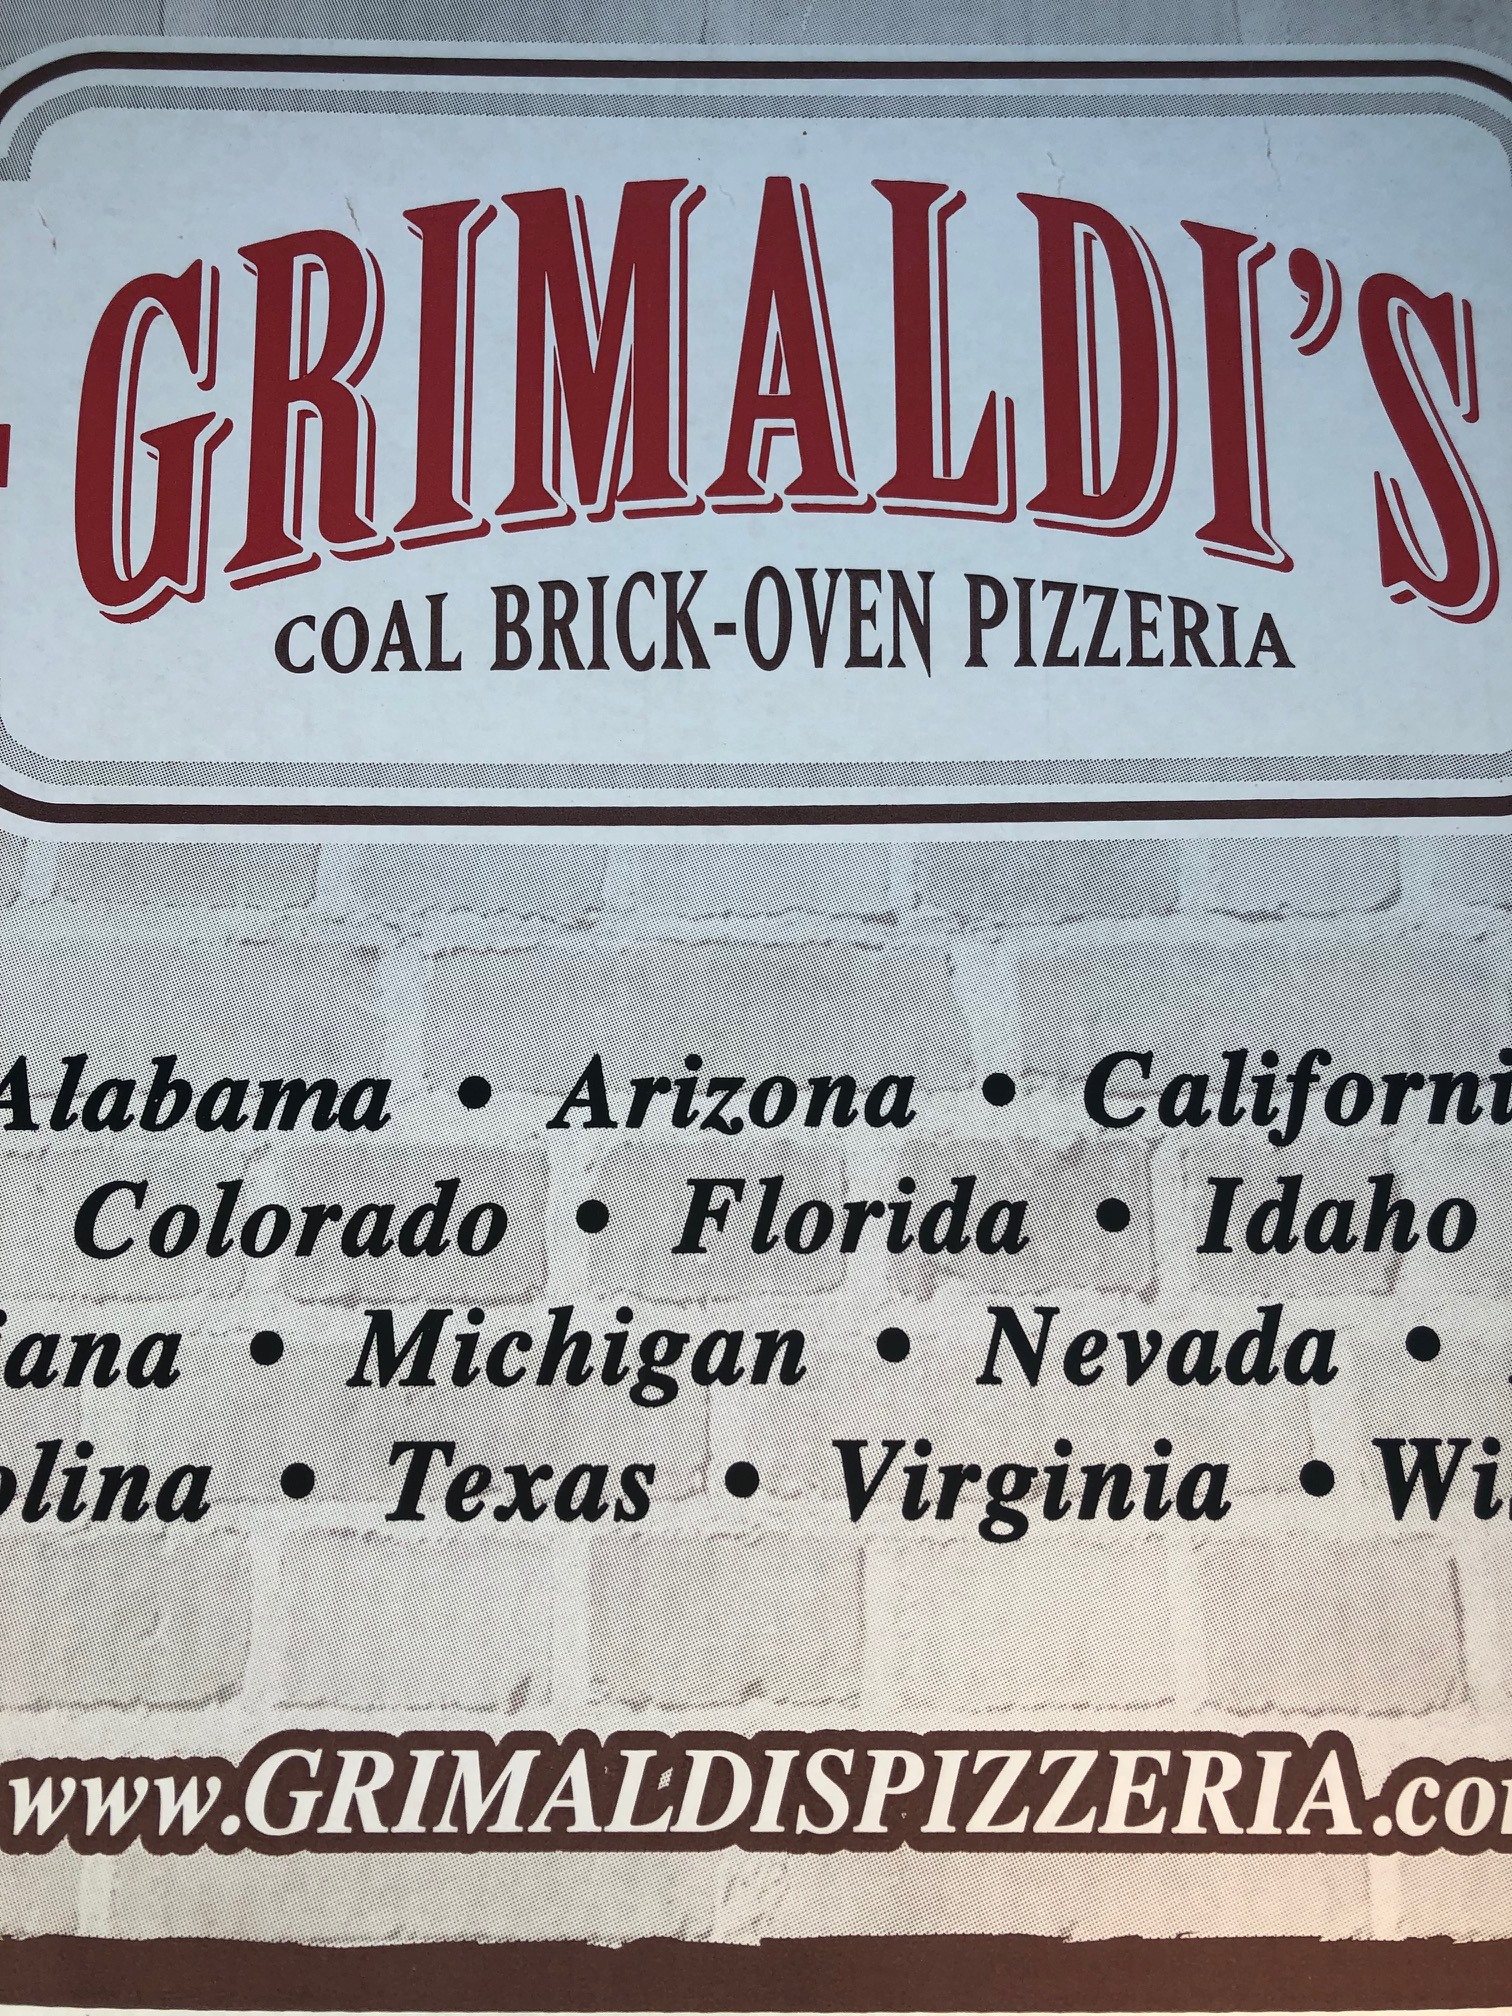 GRIMALDI'S
COAL BRICK-OVEN PIZZERIA
Alabama • Arizona • Californi
Colorado • Florida • Idaho
iana • Michigan • Nevada •
olina • Texas • Virginia • Wi
www.GRIMALDISPIZZERIA.co